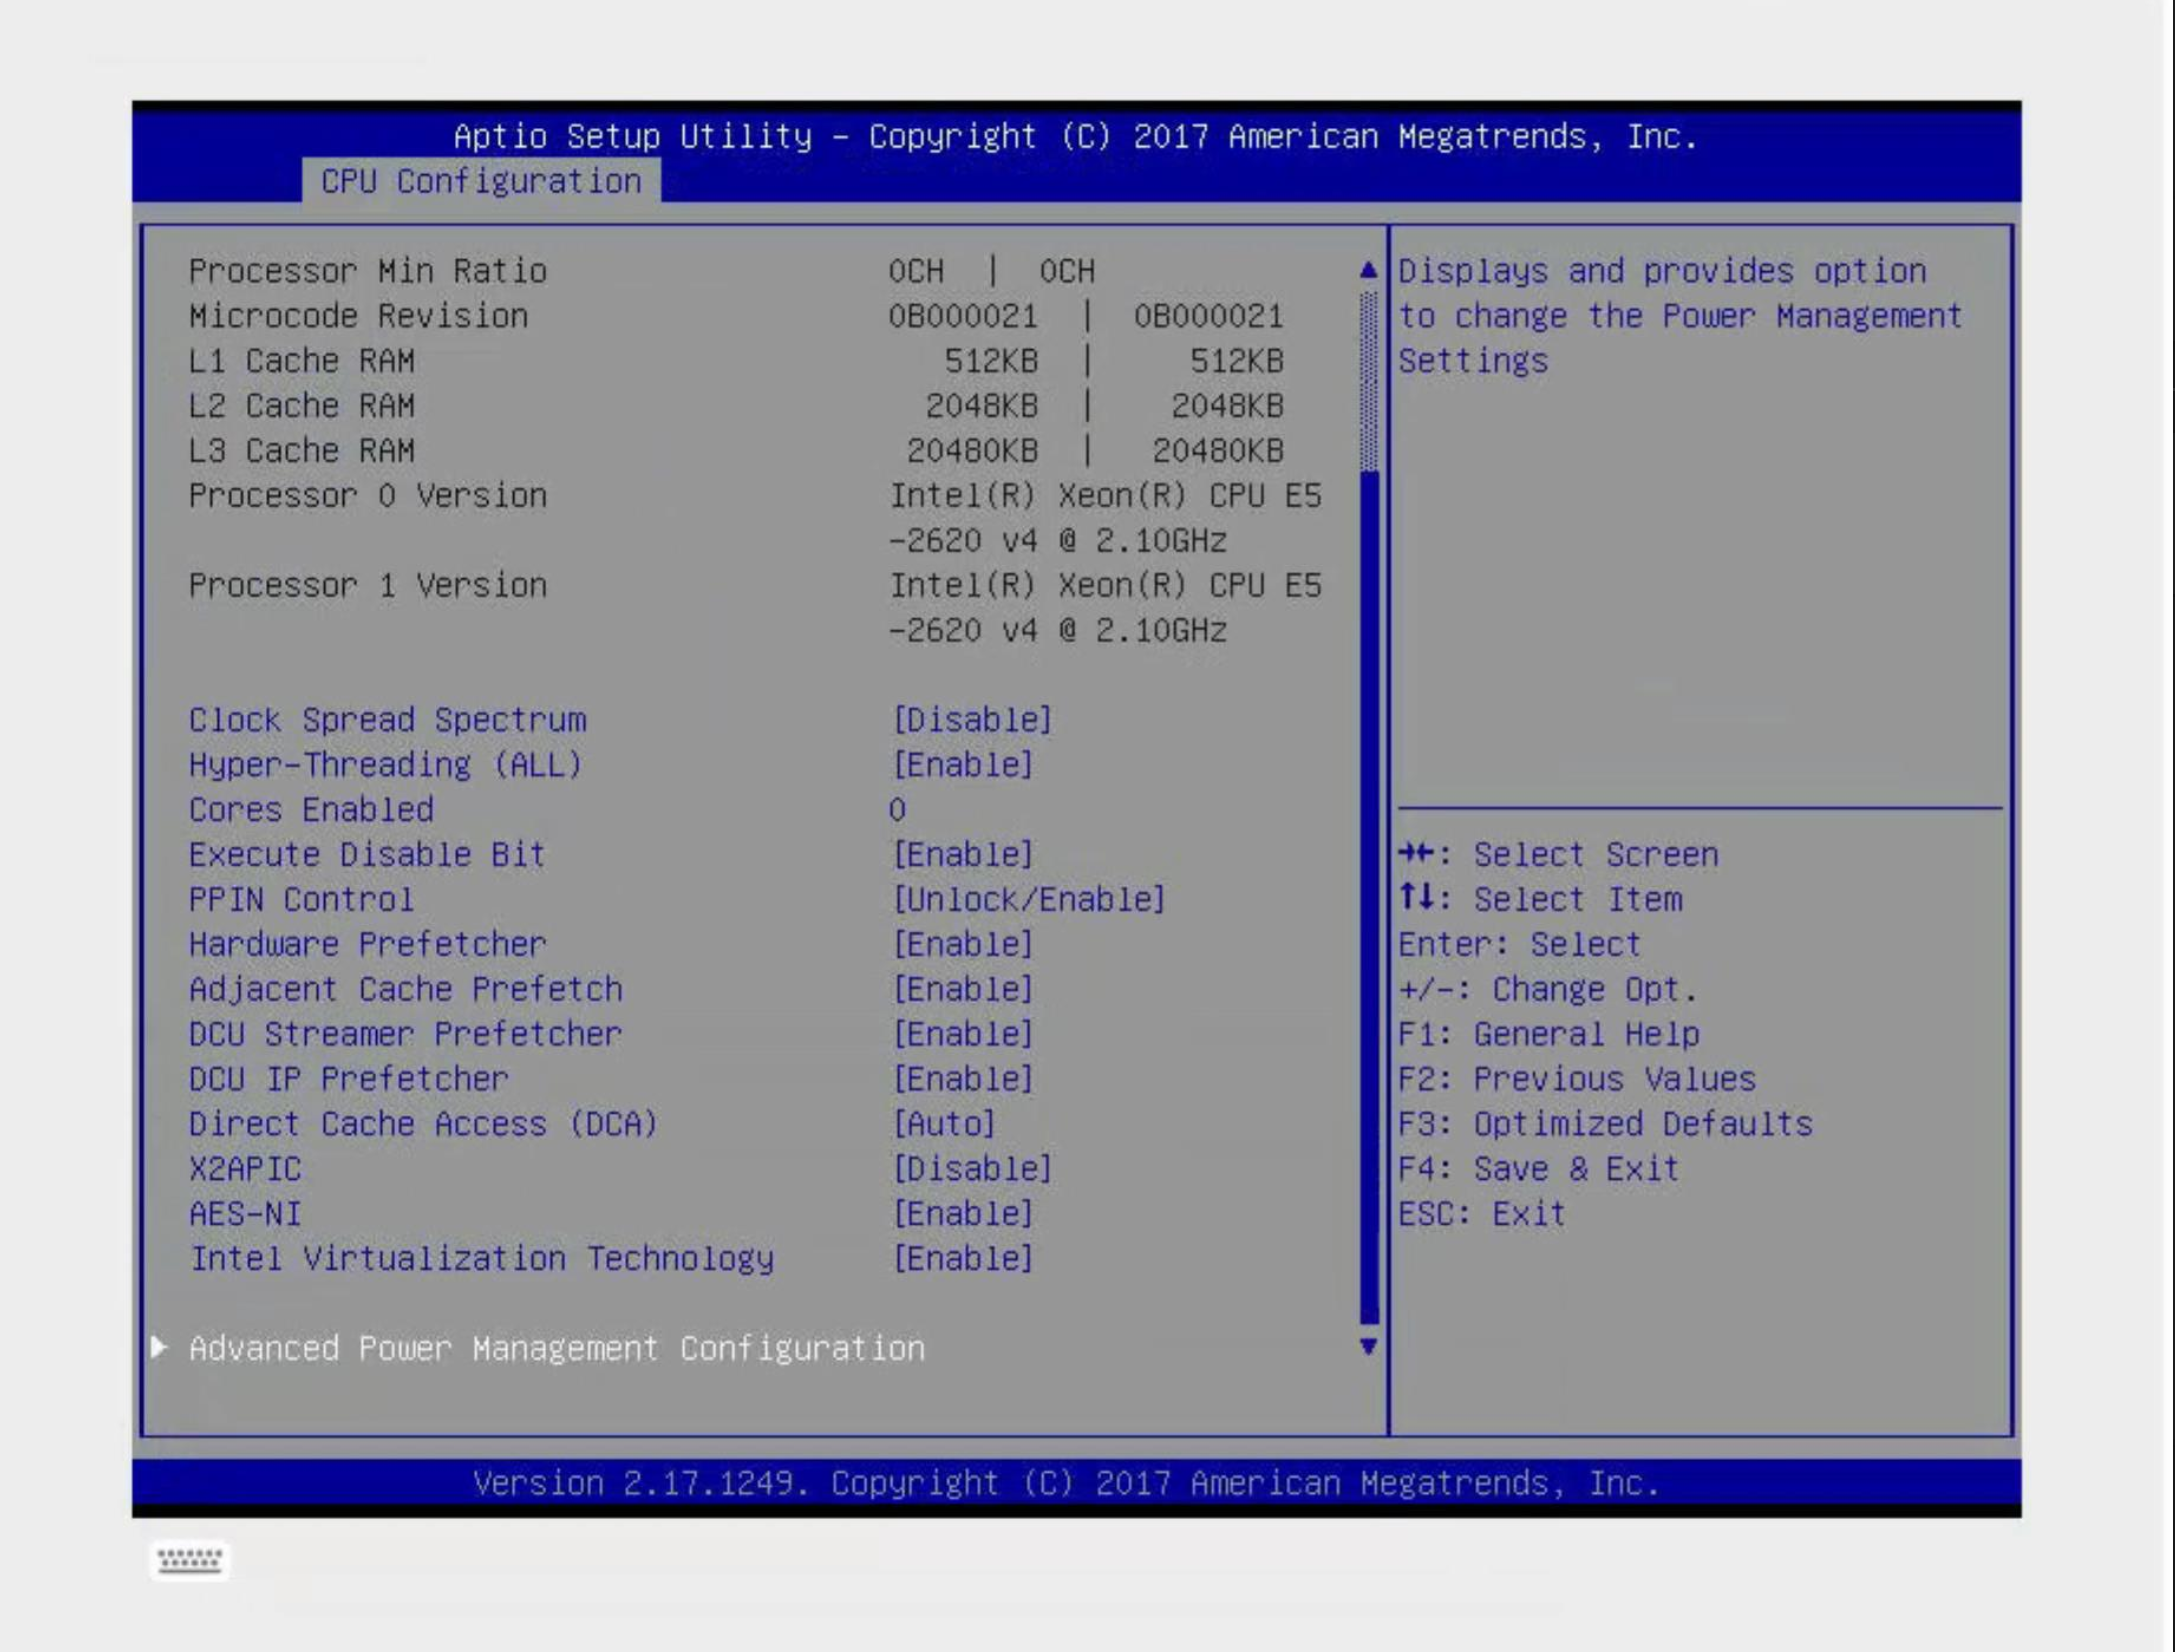 Aptio Setup Utility – Copyright (C) 2017 American Megatrends, Inc.
CPU Configuration
Processor Min Ratio 0CH | 0CH
Microcode Revision 0B000021 | 0B000021
L1 Cache RAM 512KB | 512KB
L2 Cache RAM 2048KB | 2048KB
L3 Cache RAM 20480KB | 20480KB
Processor 0 Version Intel(R) Xeon(R) CPU E5
-2620 v4 @ 2.10GHz
Processor 1 Version Intel(R) Xeon(R) CPU E5
-2620 v4 @ 2.10GHz
Clock Spread Spectrum [Disable]
Hyper-Threading (ALL) [Enable]
Cores Enabled 0
Execute Disable Bit [Enable]
PPIN Control [Unlock/Enable]
Hardware Prefetcher [Enable]
Adjacent Cache Prefetch [Enable]
DCU Streamer Prefetcher [Enable]
DCU IP Prefetcher [Enable]
Direct Cache Access (DCA) [Auto]
X2APIC [Disable]
AES-NI [Enable]
Intel Virtualization Technology [Enable]
Advanced Power Management Configuration
Displays and provides option
to change the Power Management
Settings
→←: Select Screen
↑↓: Select Item
Enter: Select
+/-: Change Opt.
F1: General Help
F2: Previous Values
F3: Optimized Defaults
F4: Save & Exit
ESC: Exit
Version 2.17.1249. Copyright (C) 2017 American Megatrends, Inc.